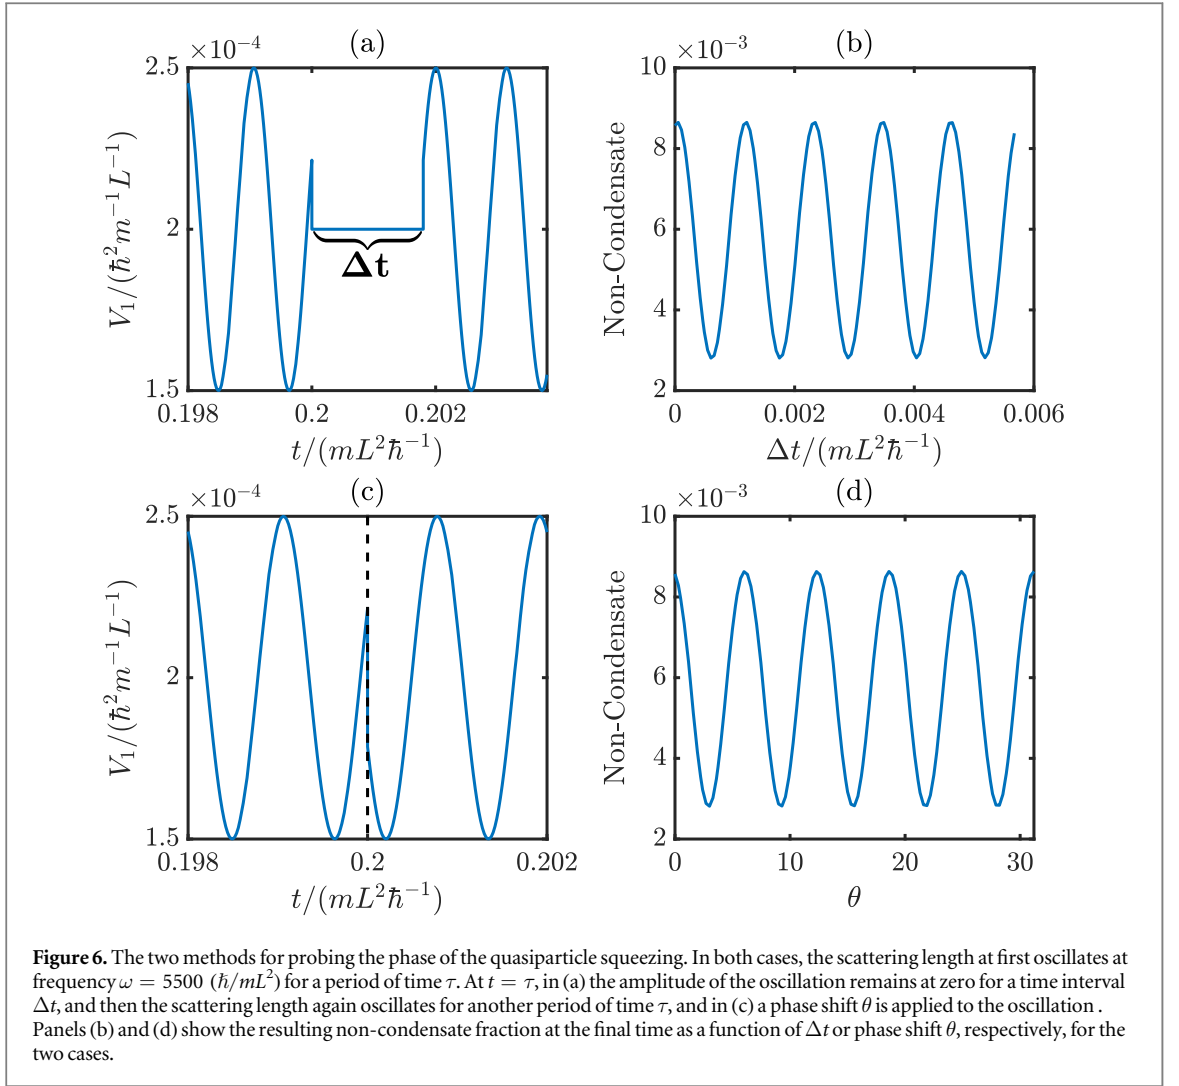 (a)
×10⁻⁴
2.5
2
1.5
V₁/(ℏ²m⁻¹L⁻¹)
Δt
0.198
0.2
0.202
t/(mL²ℏ⁻¹)
(b)
×10⁻³
10
8
6
4
2
Non-Condensate
0
0.002
0.004
0.006
Δt/(mL²ℏ⁻¹)
(c)
×10⁻⁴
2.5
2
1.5
V₁/(ℏ²m⁻¹L⁻¹)
0.198
0.2
0.202
t/(mL²ℏ⁻¹)
(d)
×10⁻³
10
8
6
4
2
Non-Condensate
0
10
20
30
θ
Figure 6. The two methods for probing the phase of the quasiparticle squeezing. In both cases, the scattering length at first oscillates at
frequency ω = 5500 (ℏ/mL²) for a period of time τ. At t = τ, in (a) the amplitude of the oscillation remains at zero for a time interval
Δt, and then the scattering length again oscillates for another period of time τ, and in (c) a phase shift θ is applied to the oscillation .
Panels (b) and (d) show the resulting non-condensate fraction at the final time as a function of Δt or phase shift θ, respectively, for the
two cases.